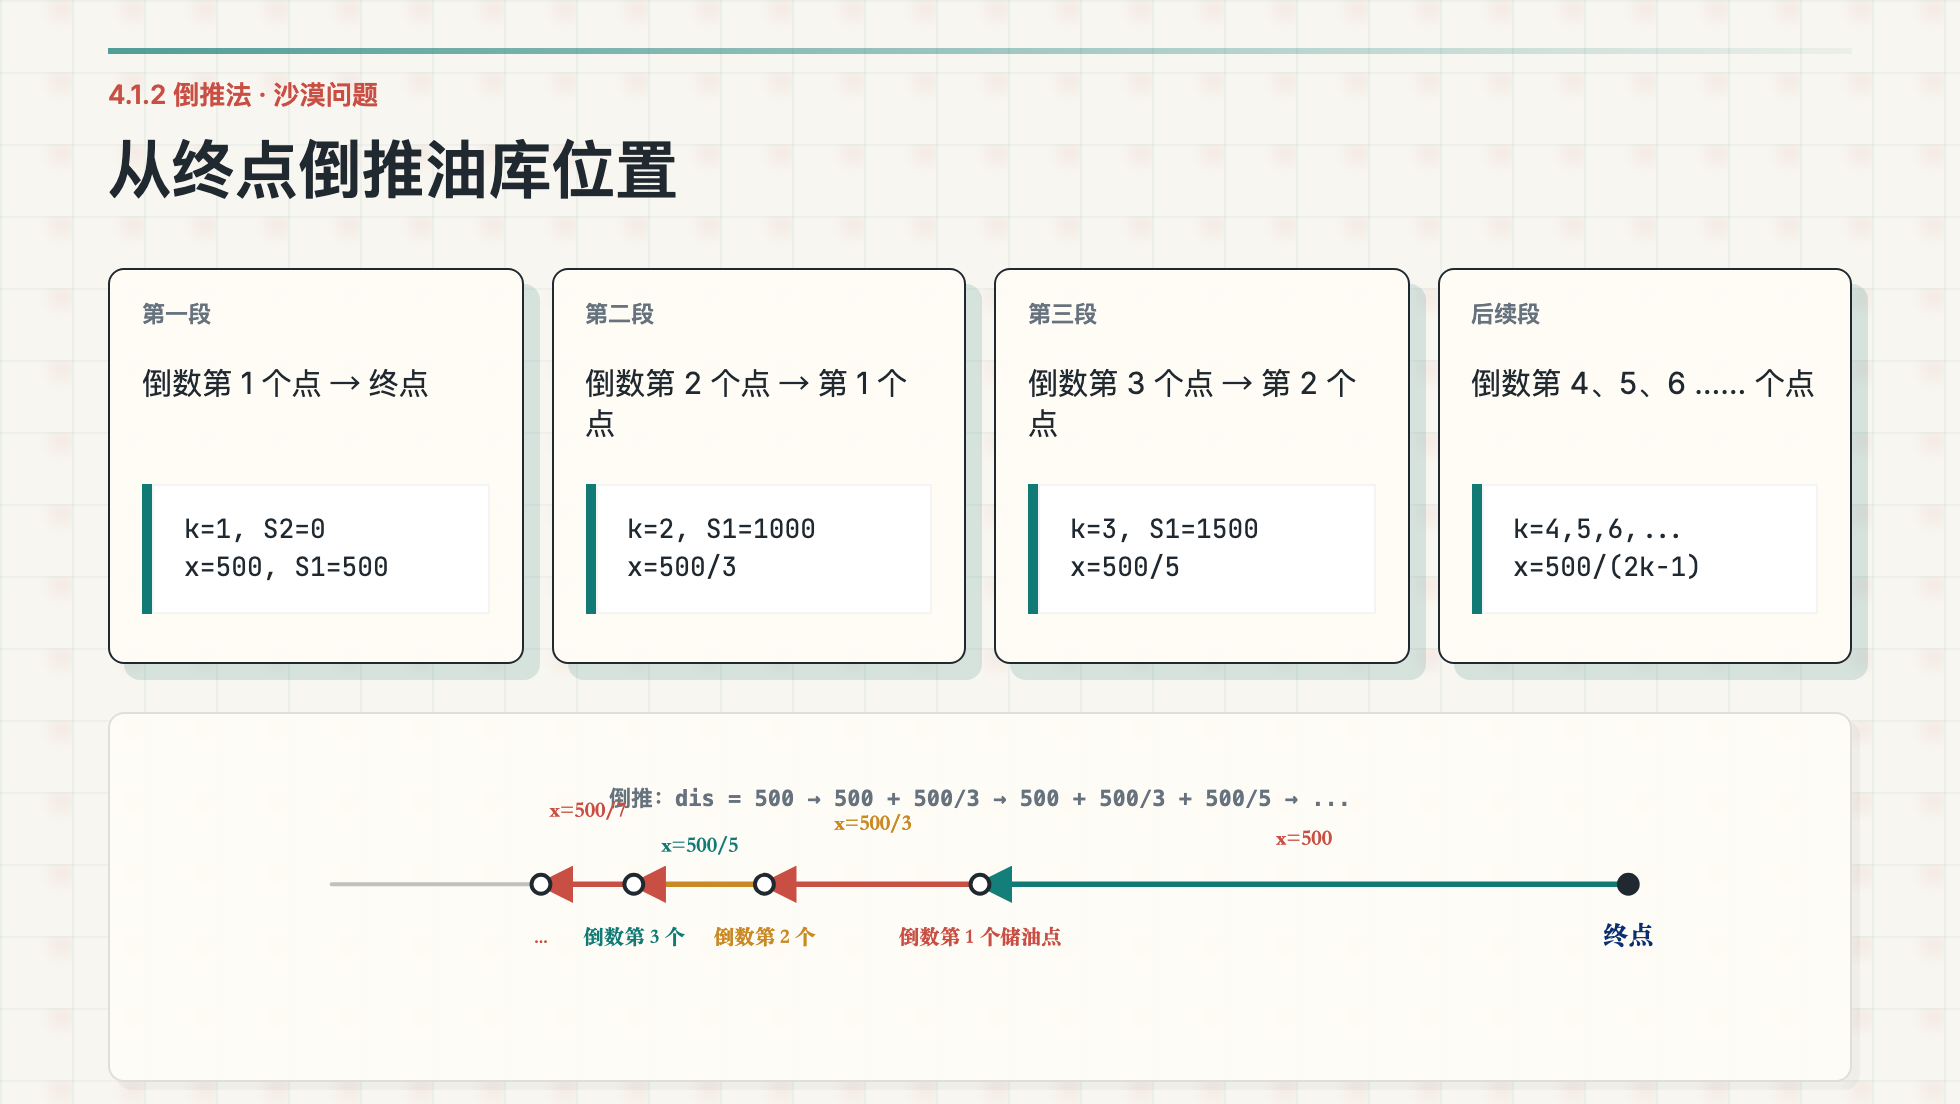 4.1.2 倒推法 · 沙漠问题
从终点倒推油库位置
第一段
倒数第 1 个点 → 终点
k=1, S2=0
x=500, S1=500
第二段
倒数第 2 个点 → 第 1 个
点
k=2, S1=1000
x=500/3
第三段
倒数第 3 个点 → 第 2 个
点
k=3, S1=1500
x=500/5
后续段
倒数第 4、5、6 …… 个点
k=4,5,6,...
x=500/(2k-1)
倒推：dis = 500 → 500 + 500/3 → 500 + 500/3 + 500/5 → ...
x=500/7
x=500/5
x=500/3
x=500
...
倒数第 3 个
倒数第 2 个
倒数第 1 个储油点
终点